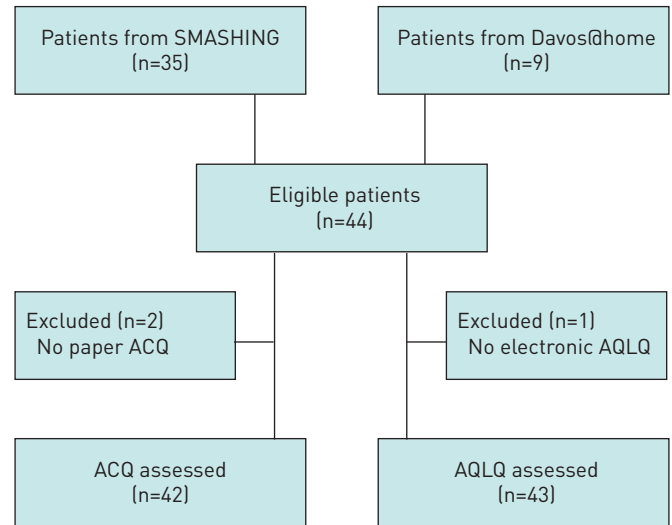 Patients from SMASHING
(n=35)
Patients from Davos@home
(n=9)
Eligible patients
(n=44)
Excluded (n=2)
No paper ACQ
Excluded (n=1)
No electronic AQLQ
ACQ assessed
(n=42)
AQLQ assessed
(n=43)